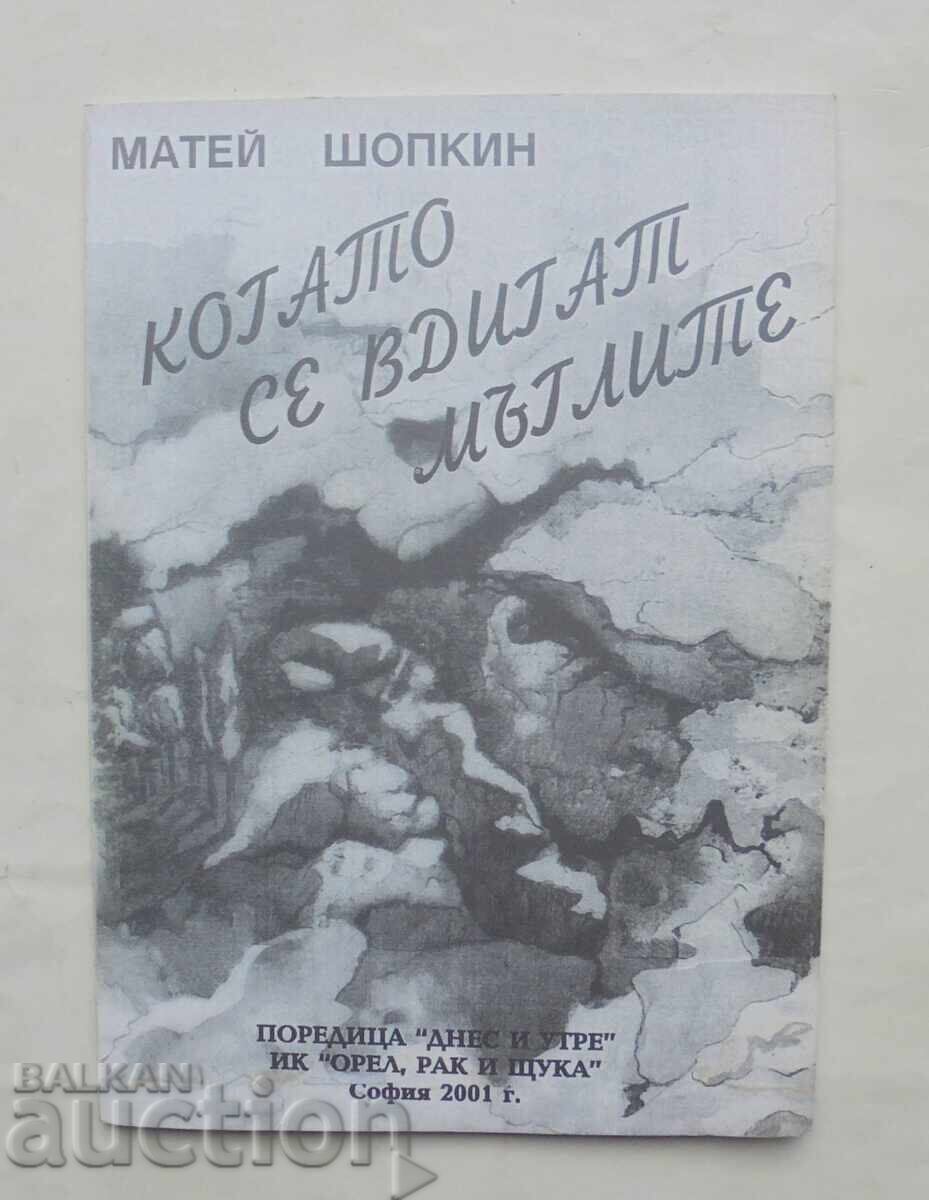 МАТЕЙ ШОПКИН
КОГАТО
СЕ ВДИГАТ
МЪГЛИТЕ
ПОРЕДИЦА "ДНЕС И УТРЕ"
ИК "ОРЕЛ, РАК И ЩУКА"
София 2001 г.
BALKAN
auction